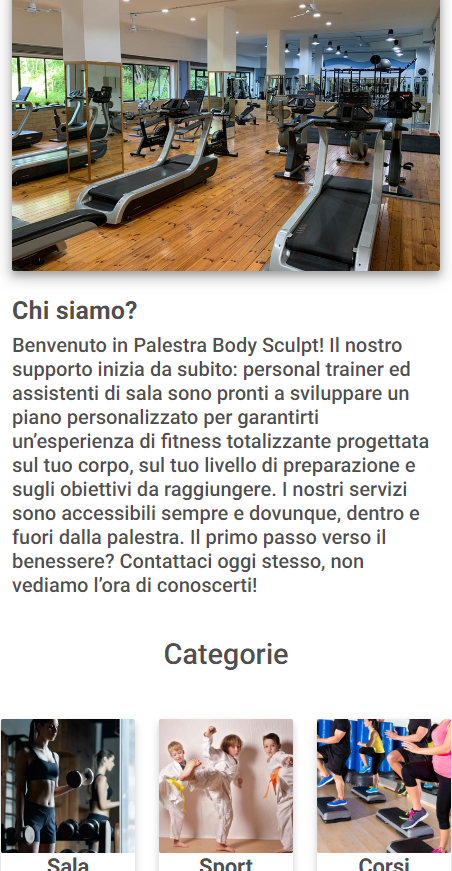 Chi siamo?
Benvenuto in Palestra Body Sculpt! Il nostro
supporto inizia da subito: personal trainer ed
assistenti di sala sono pronti a sviluppare un
piano personalizzato per garantirti
un’esperienza di fitness totalizzante progettata
sul tuo corpo, sul tuo livello di preparazione e
sugli obiettivi da raggiungere. I nostri servizi
sono accessibili sempre e dovunque, dentro e
fuori dalla palestra. Il primo passo verso il
benessere? Contattaci oggi stesso, non
vediamo l’ora di conoscerti!
Categorie
Sala Sport Corsi